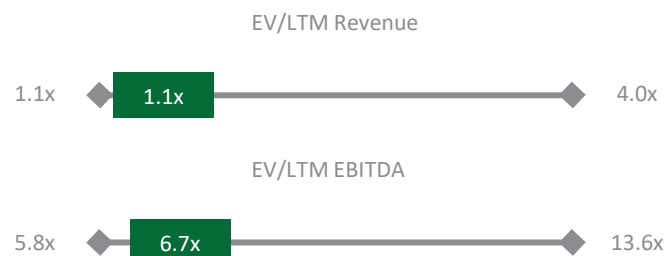 EV/LTM Revenue
1.1x 1.1x 4.0x
EV/LTM EBITDA
5.8x 6.7x 13.6x